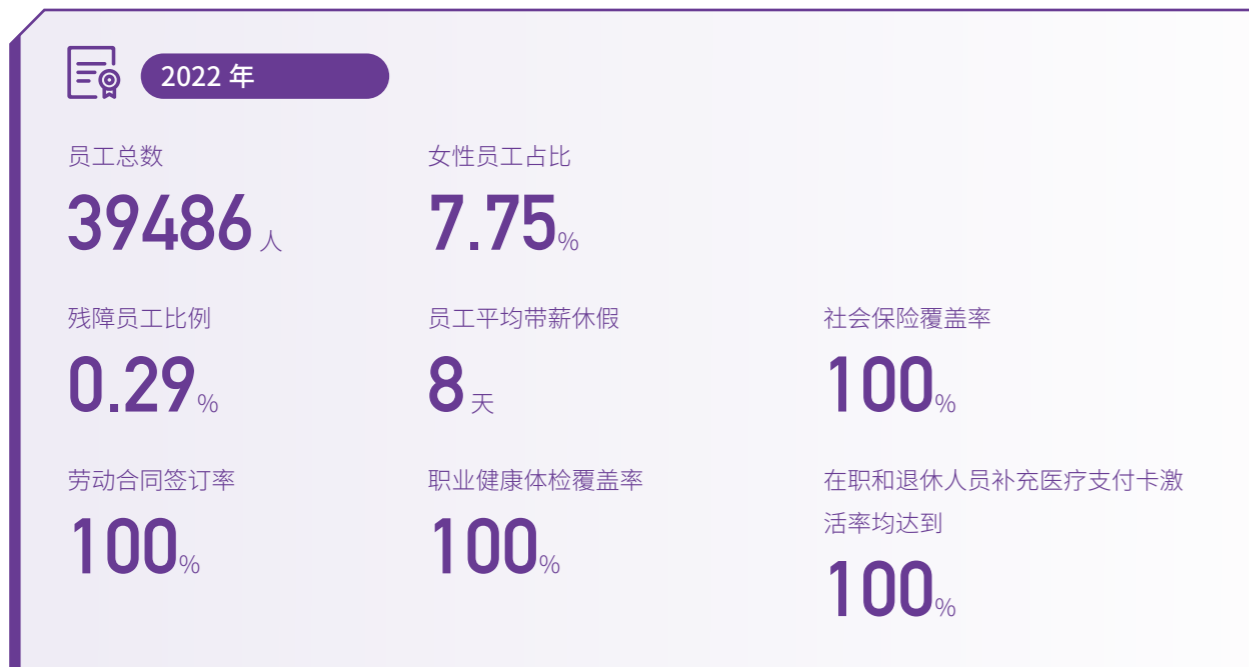 2022 年
员工总数
39486 人
女性员工占比
7.75%
残障员工比例
0.29%
员工平均带薪休假
8 天
社会保险覆盖率
100%
劳动合同签订率
100%
职业健康体检覆盖率
100%
在职和退休人员补充医疗支付卡激
活率均达到
100%